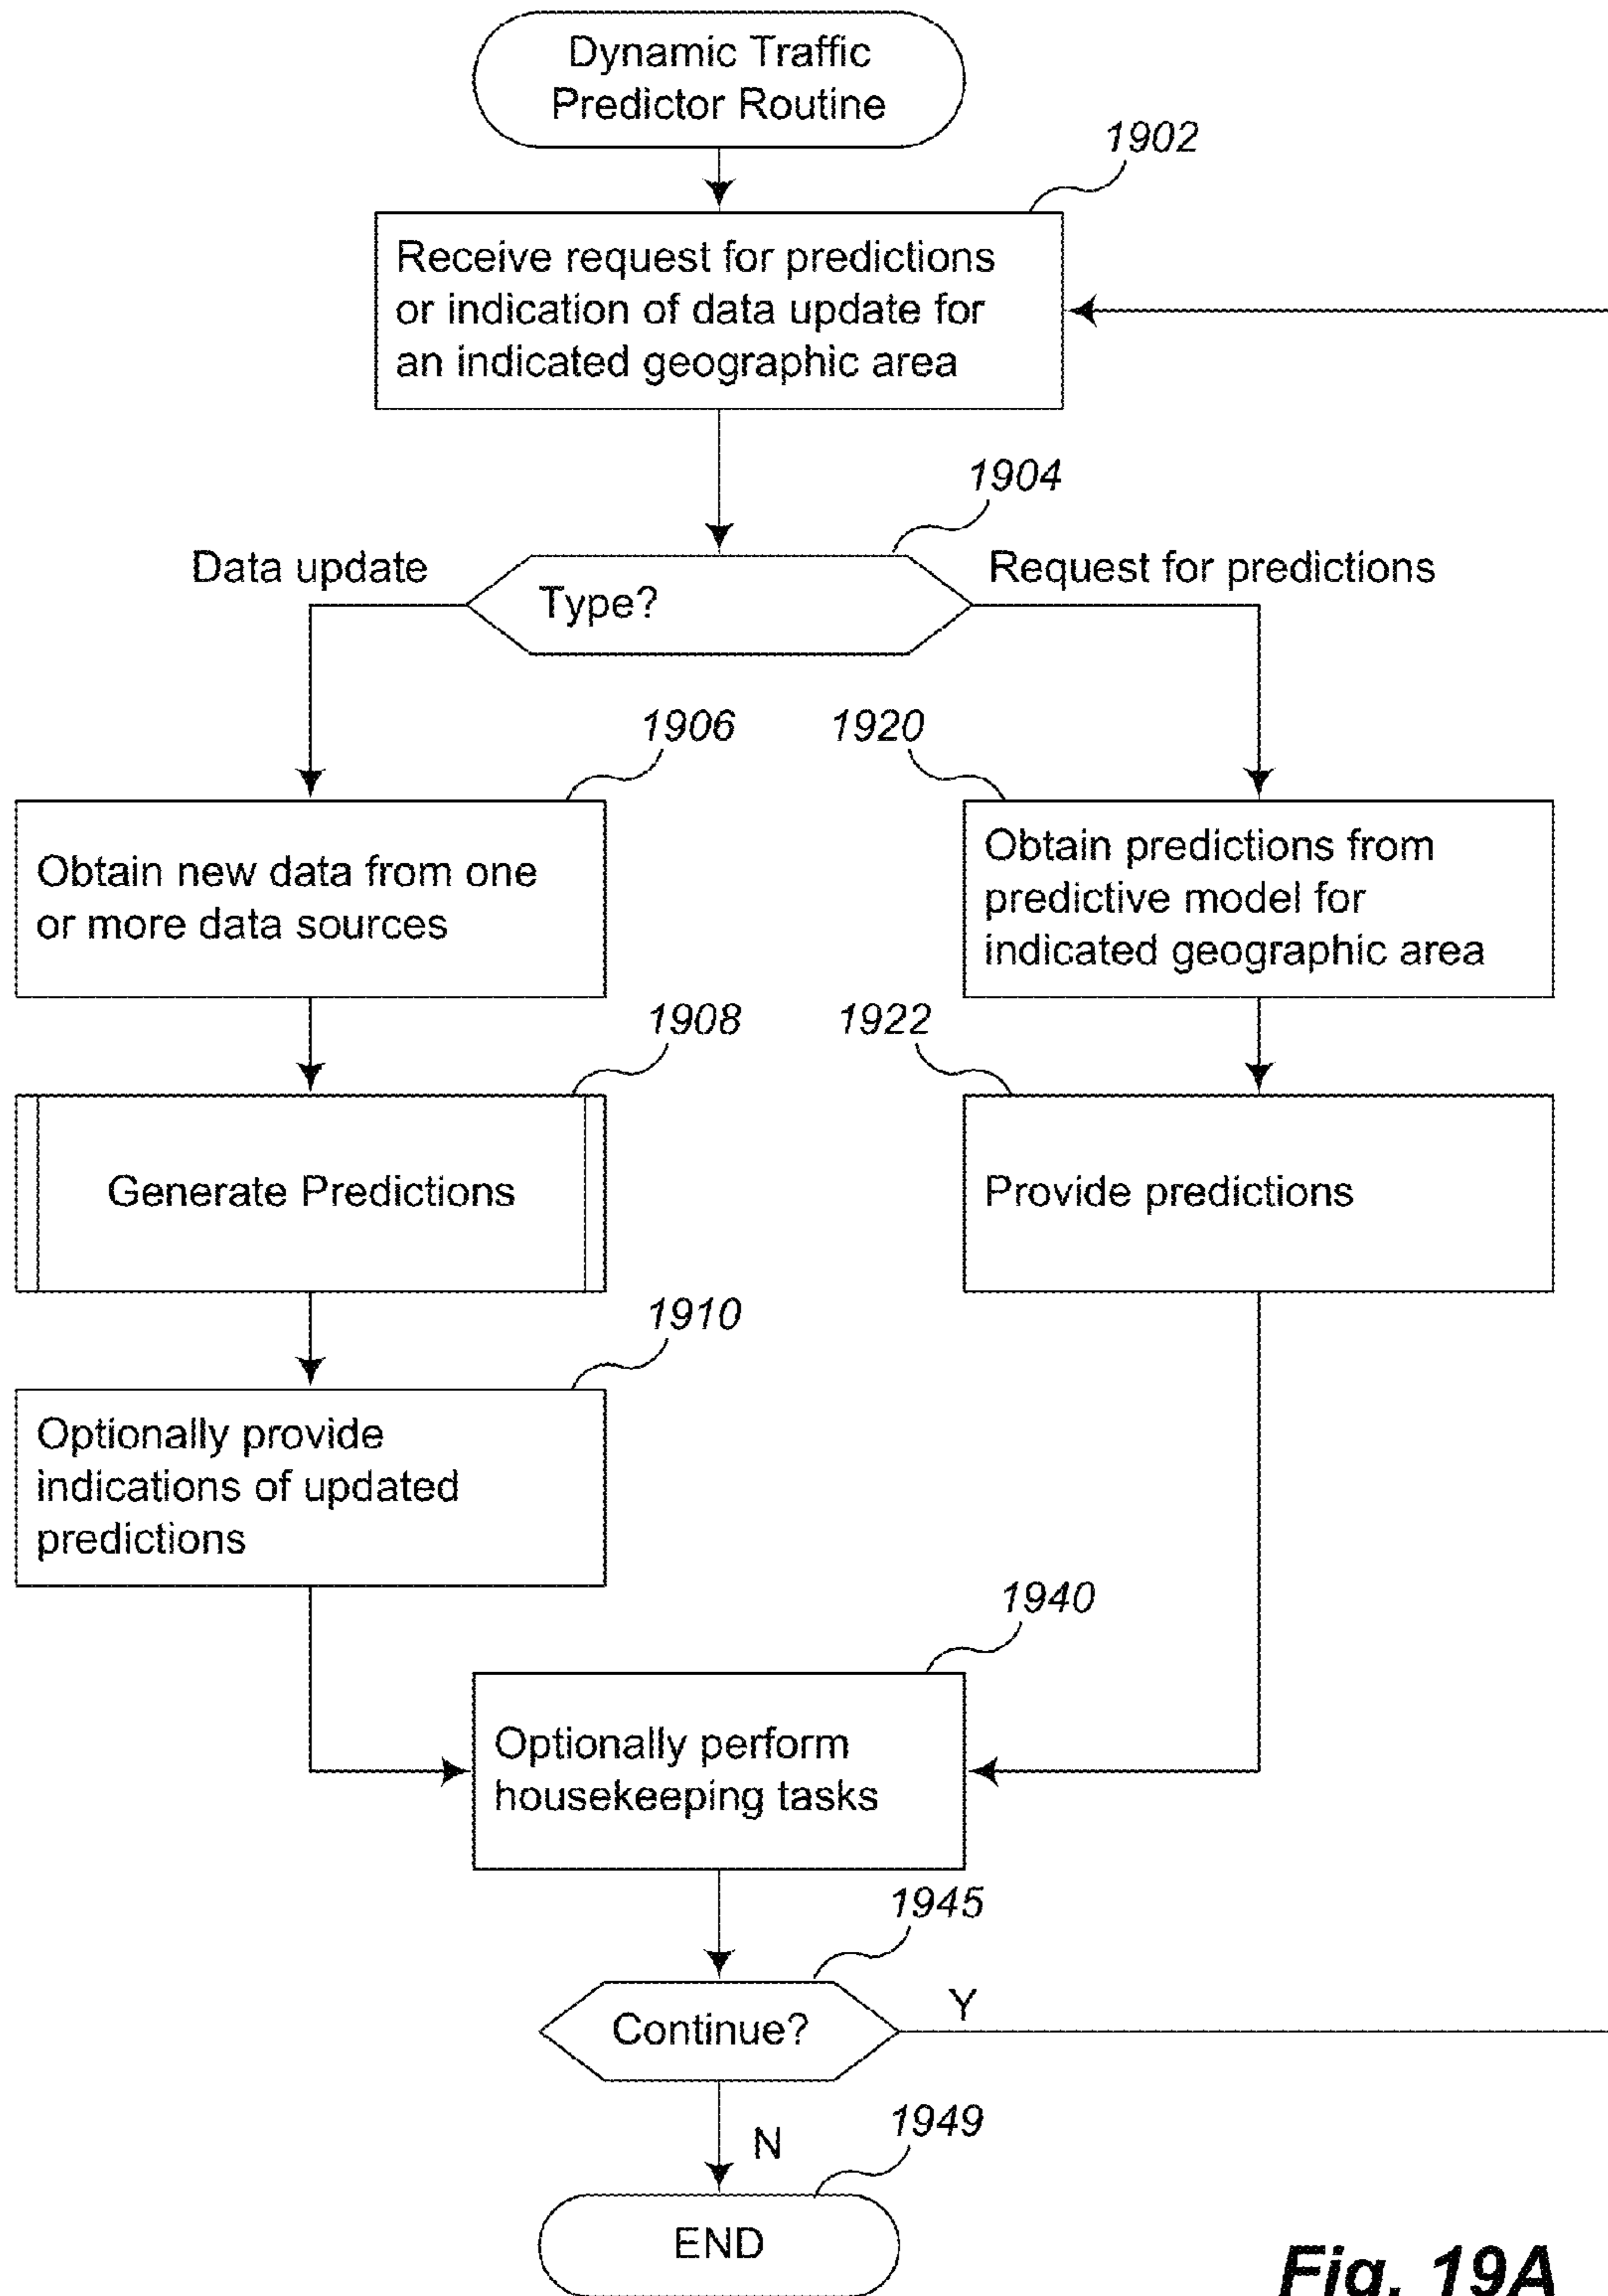 Dynamic Traffic
Predictor Routine
1902
Receive request for predictions
or indication of data update for
an indicated geographic area
1904
Data update
Type?
Request for predictions
1906
1920
Obtain new data from one
or more data sources
Obtain predictions from
predictive model for
indicated geographic area
1908
1922
Generate Predictions
Provide predictions
1910
Optionally provide
indications of updated
predictions
1940
Optionally perform
housekeeping tasks
1945
Continue?
Y
N
1949
END
Fig. 19A